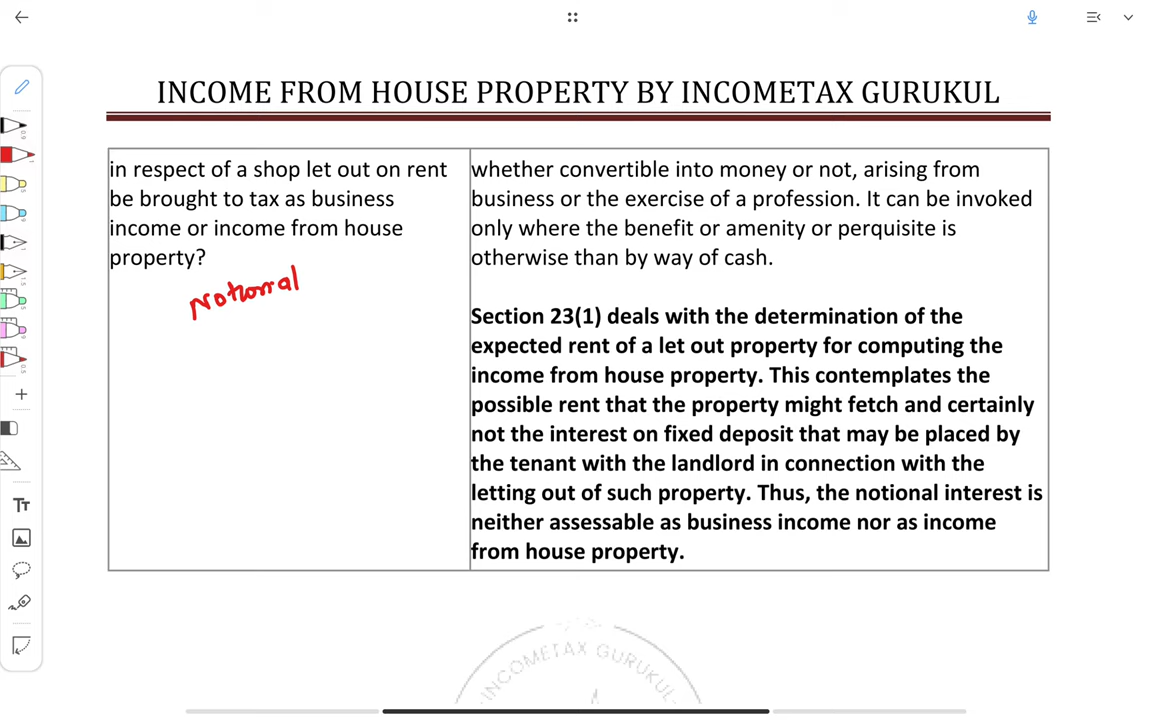 INCOME FROM HOUSE PROPERTY BY INCOMETAX GURUKUL
in respect of a shop let out on rent
be brought to tax as business
income or income from house
property?
Notional
whether convertible into money or not, arising from
business or the exercise of a profession. It can be invoked
only where the benefit or amenity or perquisite is
otherwise than by way of cash.
Section 23(1) deals with the determination of the
expected rent of a let out property for computing the
income from house property. This contemplates the
possible rent that the property might fetch and certainly
not the interest on fixed deposit that may be placed by
the tenant with the landlord in connection with the
letting out of such property. Thus, the notional interest is
neither assessable as business income nor as income
from house property.
INCOMETAX GURUKUL